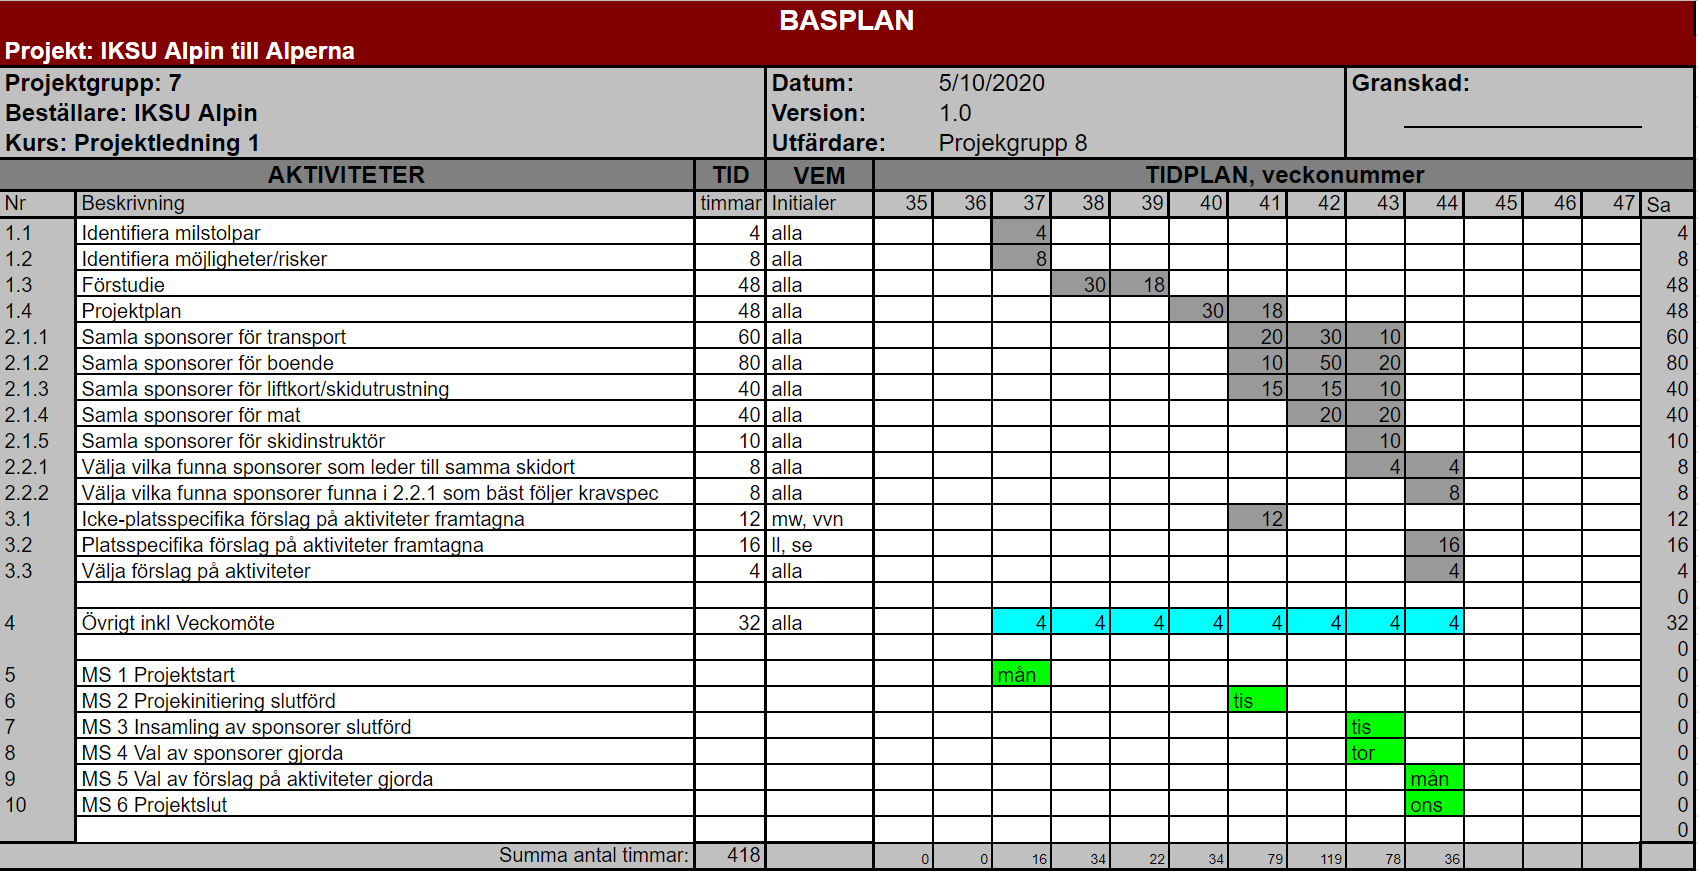 BASPLAN
Projekt: IKSU Alpin till Alperna
Projektgrupp: 7 Datum: 5/10/2020 Granskad:
Beställare: IKSU Alpin Version: 1.0
Kurs: Projektledning 1 Utfärdare: Projekgrupp 8
AKTIVITETER TID VEM TIDPLAN, veckonummer
Nr Beskrivning timmar Initialer 35 36 37 38 39 40 41 42 43 44 45 46 47 Sa
1.1 Identifiera milstolpar 4 alla 4 4
1.2 Identifiera möjligheter/risker 8 alla 8 8
1.3 Förstudie 48 alla 30 18 48
1.4 Projektplan 48 alla 30 18 48
2.1.1 Samla sponsorer för transport 60 alla 20 30 10 60
2.1.2 Samla sponsorer för boende 80 alla 10 50 20 80
2.1.3 Samla sponsorer för liftkort/skidutrustning 40 alla 15 15 10 40
2.1.4 Samla sponsorer för mat 40 alla 20 20 40
2.1.5 Samla sponsorer för skidinstruktör 10 alla 10 10
2.2.1 Välja vilka funna sponsorer som leder till samma skidort 8 alla 4 4 8
2.2.2 Välja vilka funna sponsorer funna i 2.2.1 som bäst följer kravspec 8 alla 8 8
3.1 Icke-platsspecifika förslag på aktiviteter framtagna 12 mw, vvn 12 12
3.2 Platsspecifika förslag på aktiviteter framtagna 16 ll, se 16 16
3.3 Välja förslag på aktiviteter 4 alla 4 4
0
4 Övrigt inkl Veckomöte 32 alla 4 4 4 4 4 4 4 4 32
0
5 MS 1 Projektstart mån 0
6 MS 2 Projekinitiering slutförd tis 0
7 MS 3 Insamling av sponsorer slutförd tis 0
8 MS 4 Val av sponsorer gjorda tor 0
9 MS 5 Val av förslag på aktiviteter gjorda mån 0
10 MS 6 Projektslut ons 0
0
Summa antal timmar: 418 0 0 16 34 22 34 79 119 78 36